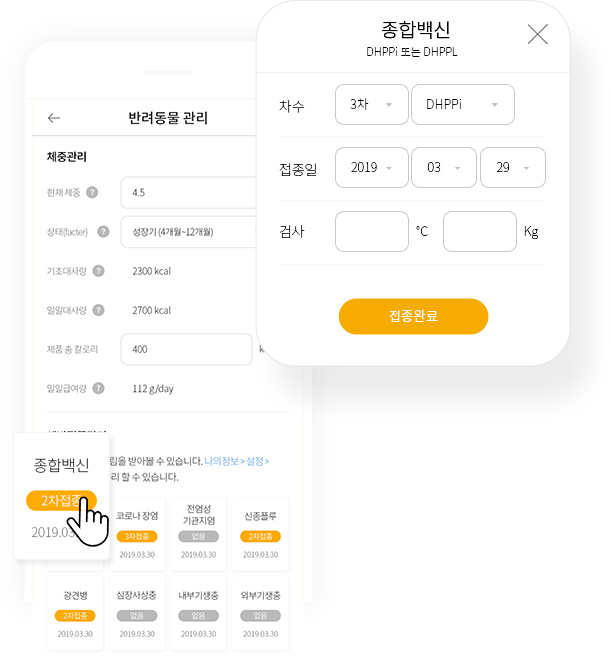 종합백신
DHPPi 또는 DHPPL
차수
3차
DHPPi
접종일
2019
03
29
검사
℃
Kg
접종완료
반려동물 관리
체중관리
현재 체중 ?
4.5
상태(facter) ?
성장기 (4개월~12개월)
기초대사량 ?
2300 kcal
일일대사량 ?
2700 kcal
제품 총 칼로리
400
일일급여량 ?
112 g/day
림을 받아볼 수 있습니다. 나의정보 > 설정 >
리 할 수 있습니다.
종합백신
2차접종
2019.03
코로나 장염
3차접종
2019.03.30
전염성
기관지염
없음
2019.03.30
신종플루
2차접종
2019.03.30
광견병
2차접종
2019.03.30
심장사상충
없음
2019.03.30
내부기생충
없음
2019.03.30
외부기생충
없음
2019.03.30